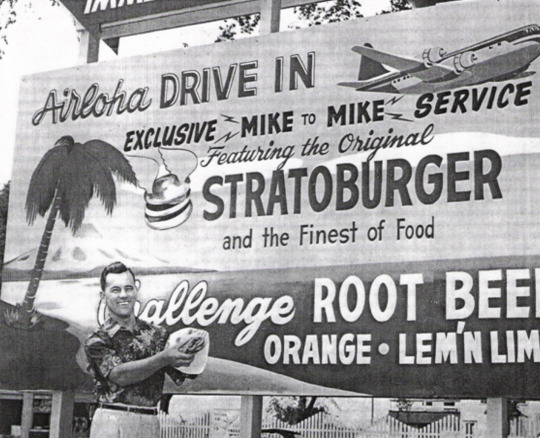 Airloha DRIVE IN
EXCLUSIVE MIKE TO MIKE SERVICE
Featuring the Original
STRATOBURGER
and the Finest of Food
Challenge ROOT BEE
ORANGE • LEM'N LIM